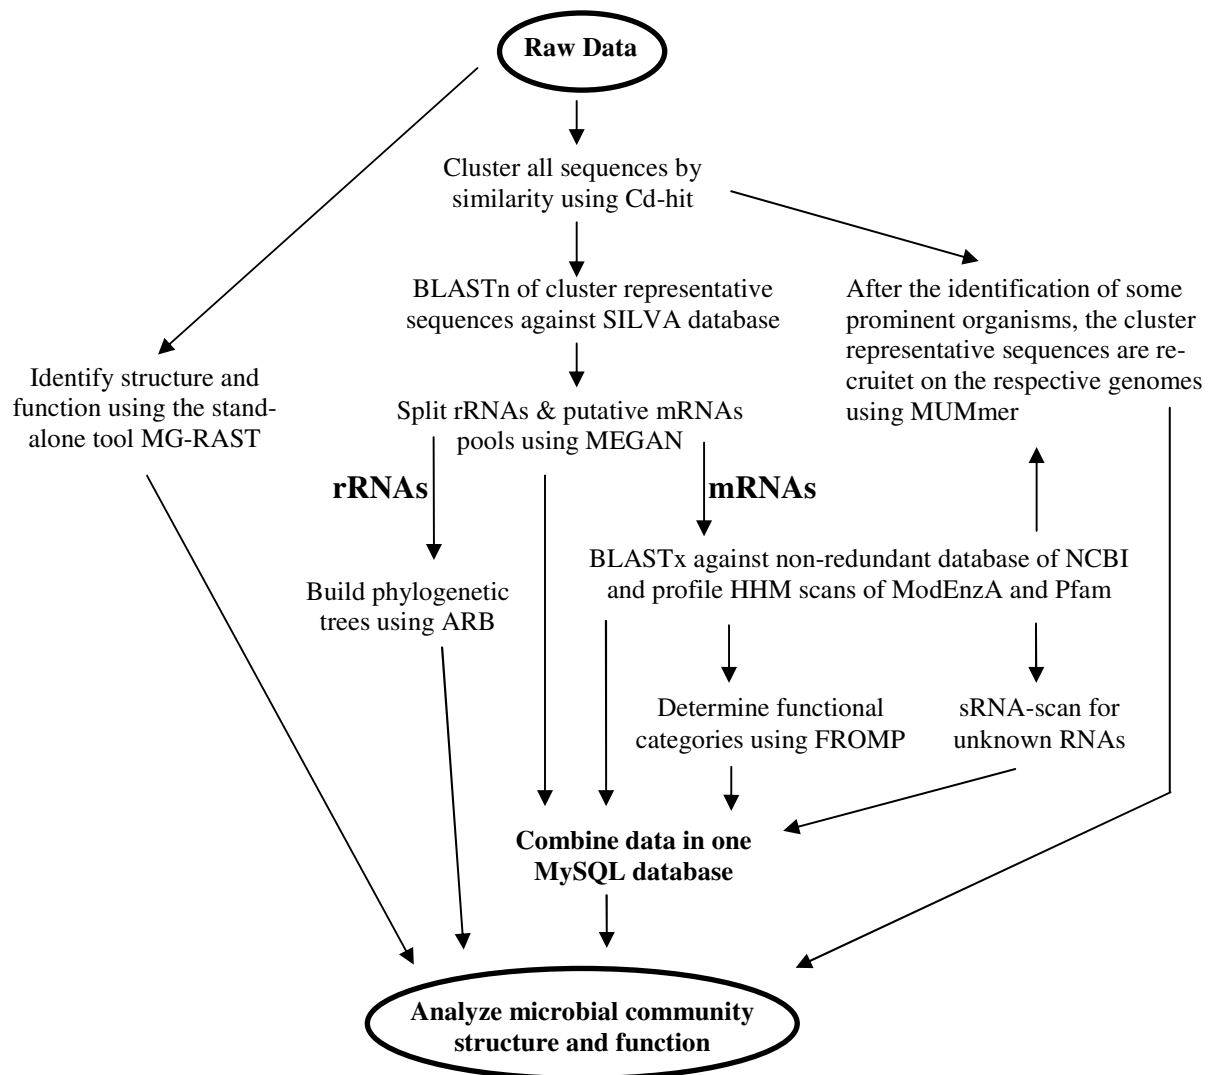 Raw Data
Cluster all sequences by
similarity using Cd-hit
BLASTn of cluster representative
sequences against SILVA database
After the identification of some
prominent organisms, the cluster
representative sequences are re-
cruitet on the respective genomes
using MUMmer
Identify structure and
function using the stand-
alone tool MG-RAST
Split rRNAs & putative mRNAs
pools using MEGAN
rRNAs
mRNAs
BLASTx against non-redundant database of NCBI
and profile HHM scans of ModEnzA and Pfam
Build phylogenetic
trees using ARB
Determine functional
categories using FROMP
sRNA-scan for
unknown RNAs
Combine data in one
MySQL database
Analyze microbial community
structure and function